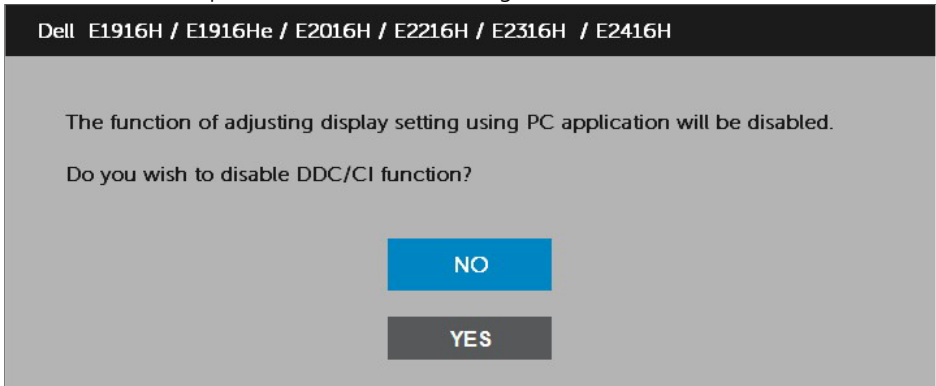 Dell E1916H / E1916He / E2016H / E2216H / E2316H / E2416H
The function of adjusting display setting using PC application will be disabled.
Do you wish to disable DDC/CI function?
NO
YES